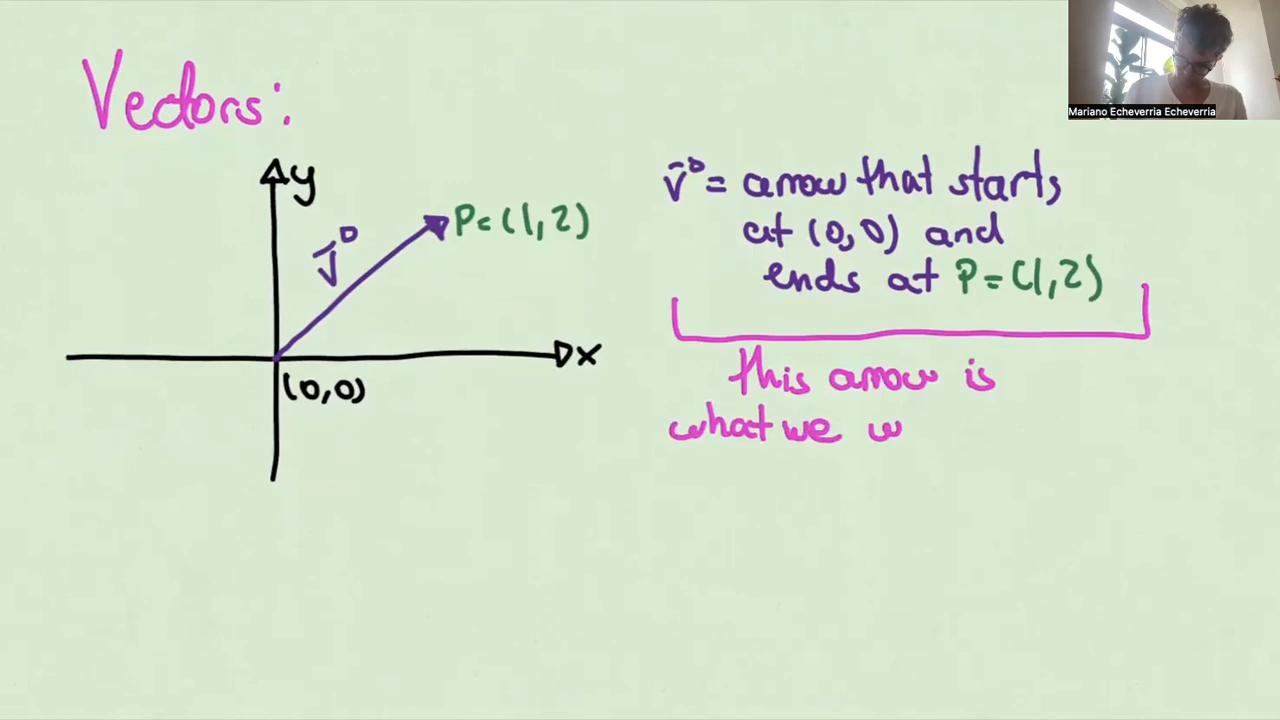 Vectors:
y
v⃗
P=(1,2)
x
(0,0)
v⃗ = arrow that starts
at (0,0) and
ends at P=(1,2)
this arrow is
what we w
Mariano Echeverria Echeverria